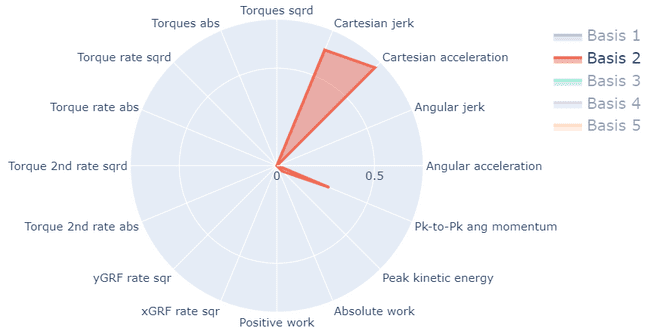 Torques sqrd
Torques abs
Cartesian jerk
Torque rate sqrd
Cartesian acceleration
Torque rate abs
Angular jerk
Torque 2nd rate sqrd
Angular acceleration
0
0.5
Torque 2nd rate abs
Pk-to-Pk ang momentum
yGRF rate sqr
Peak kinetic energy
xGRF rate sqr
Absolute work
Positive work
Basis 1
Basis 2
Basis 3
Basis 4
Basis 5